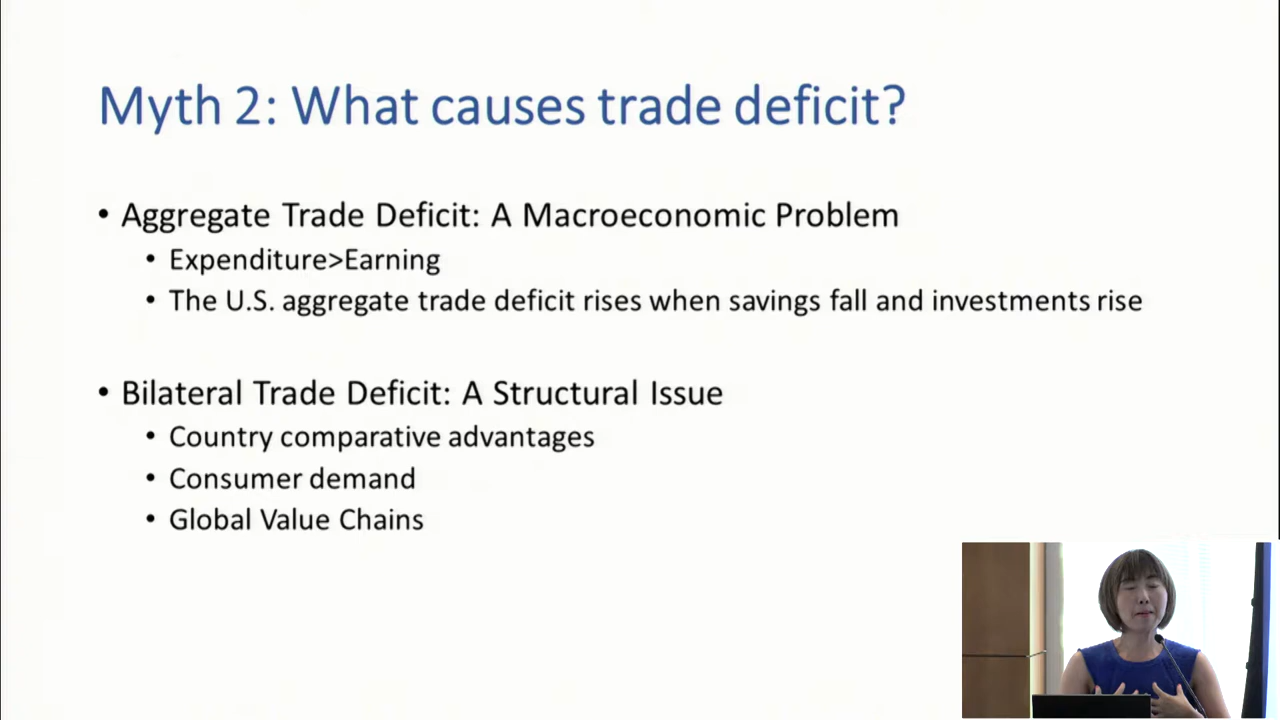 Myth 2: What causes trade deficit?
• Aggregate Trade Deficit: A Macroeconomic Problem
• Expenditure>Earning
• The U.S. aggregate trade deficit rises when savings fall and investments rise
• Bilateral Trade Deficit: A Structural Issue
• Country comparative advantages
• Consumer demand
• Global Value Chains